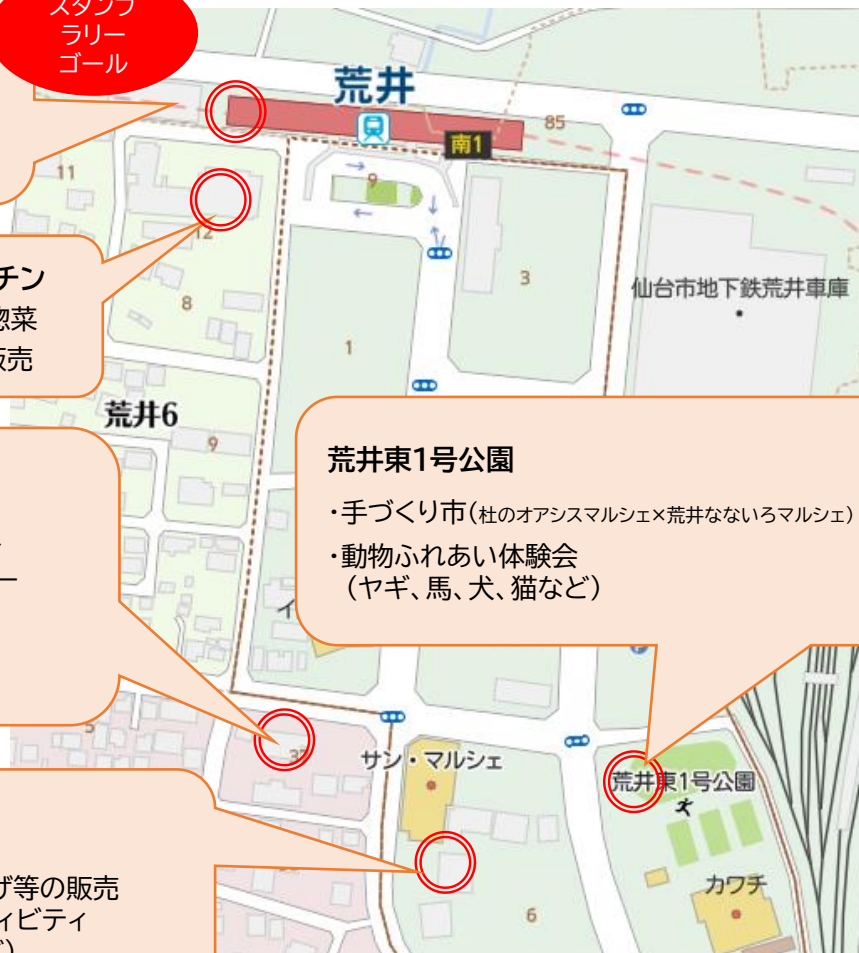 スタンプ
ラリー
ゴール
荒井
南1
85
11
9
12
チン
惣菜
販売
8
3
仙台市地下鉄荒井車庫
1
荒井6
9
荒井東1号公園
・手づくり市(杜のオアシスマルシェ×荒井なないろマルシェ)
・動物ふれあい体験会
(ヤギ、馬、犬、猫など)
ー
イ
5
37
サン・マルシェ
荒井東1号公園
げ等の販売
ィビティ
カワチ
6